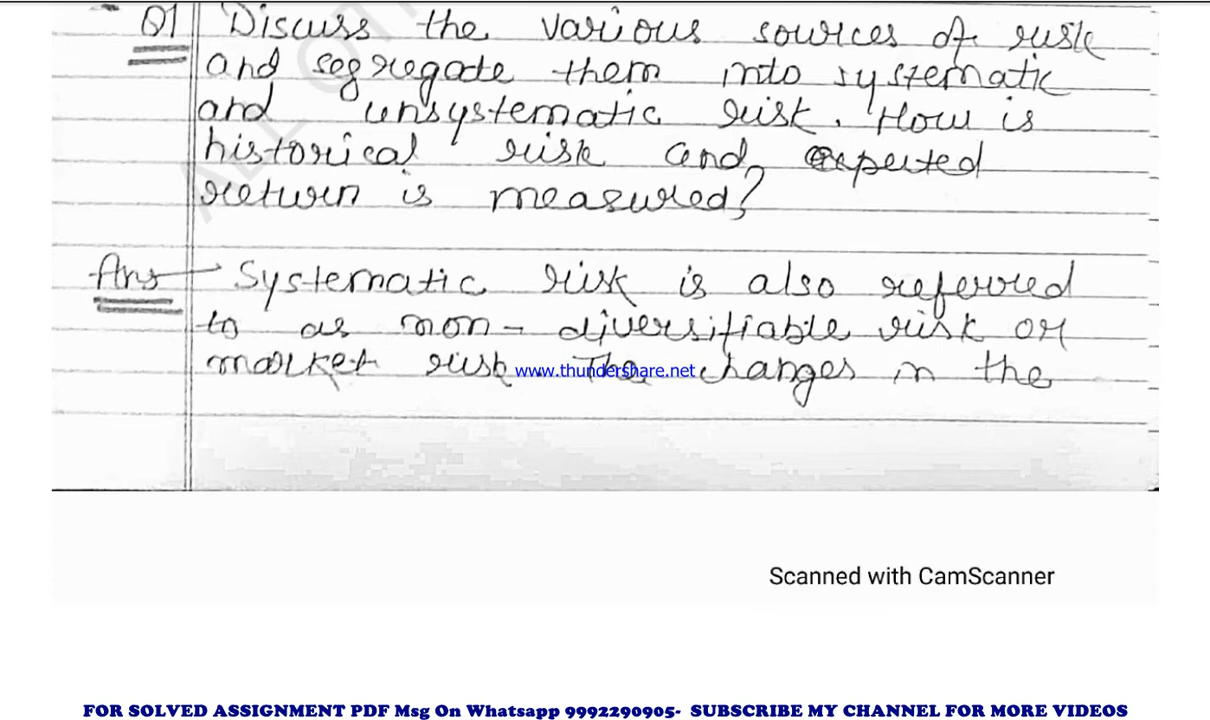 Q1 Discuss the various sources of risk
and segregate them into systematic
and unsystematic risk. How is
historical risk and expected
return is measured?
Ans → Systematic risk is also referred
to as non-diversifiable risk or
market risk www.thundershare.net The changes in the
Scanned with CamScanner
FOR SOLVED ASSIGNMENT PDF Msg On Whatsapp 9992290905- SUBSCRIBE MY CHANNEL FOR MORE VIDEOS